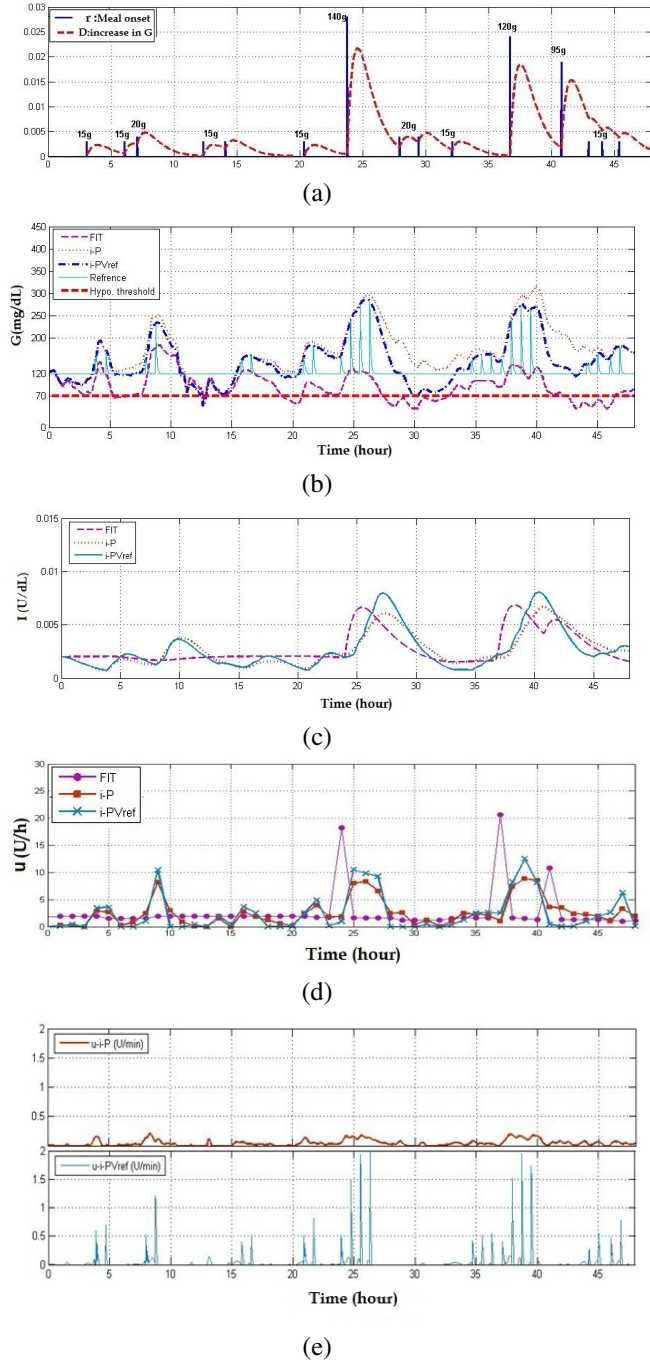 r :Meal onset
D:increase in G
0.03
0.025
0.02
0.015
0.01
0.005
0
140g
120g
95g
15g
15g
20g
15g
15g
20g
15g
15g
0 5 10 15 20 25 30 35 40 45
(a)
FIT
i-P
i-PVref
Refrence
Hypo. threshold
G(mg/dL)
450
400
350
300
250
200
120
70
0
0 5 10 15 20 25 30 35 40 45
Time (hour)
(b)
FIT
i-P
i-PVref
I (U/dL)
0.015
0.01
0.005
0
0 5 10 15 20 25 30 35 40 45
Time (hour)
(c)
FIT
i-P
i-PVref
u (U/h)
30
25
20
15
10
5
0
0 5 10 15 20 25 30 35 40 45
Time (hour)
(d)
u-i-P (U/min)
2
1.5
1
0.5
u-i-PVref (U/min)
2
1.5
1
0.5
0
0 5 10 15 20 25 30 35 40 45
Time (hour)
(e)